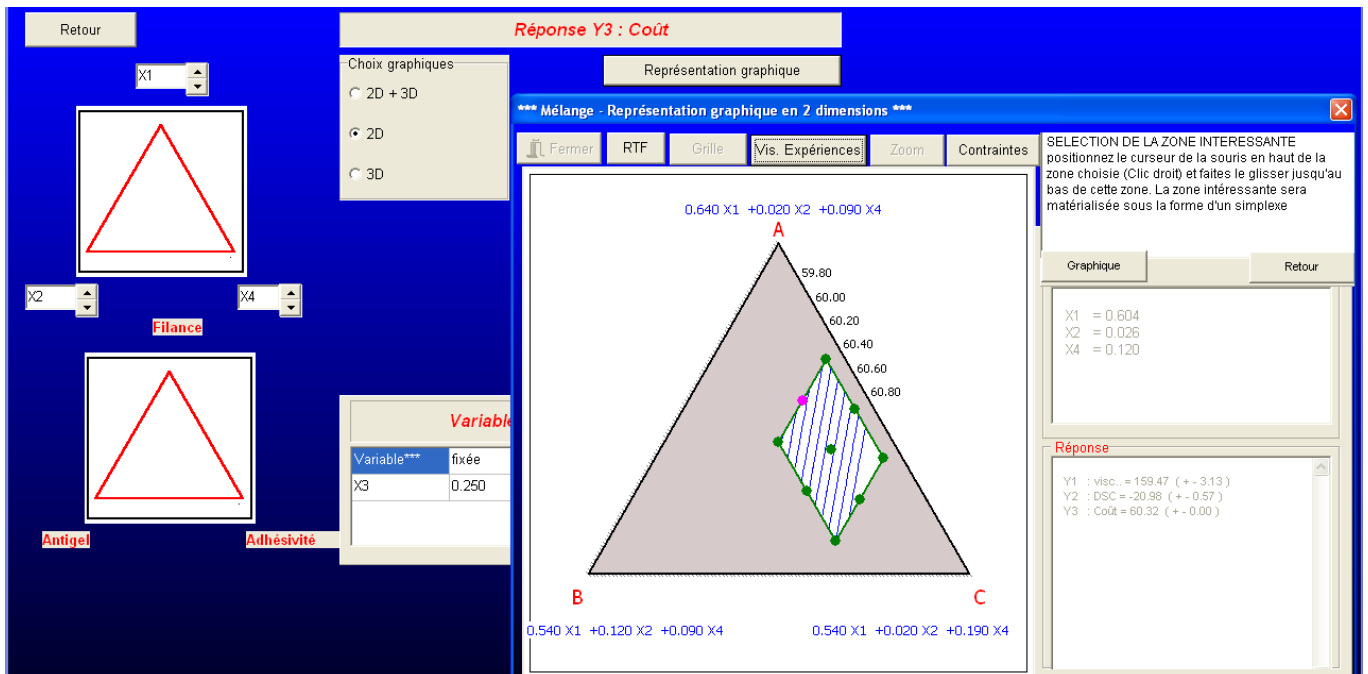 Retour
Réponse Y3 : Coût
X1
Choix graphiques
2D + 3D
2D
3D
Représentation graphique
*** Mélange - Représentation graphique en 2 dimensions ***
Fermer
RTF
Grille
Vis. Expériences
Zoom
Contraintes
SELECTION DE LA ZONE INTERESSANTE
positionnez le curseur de la souris en haut de la
zone choisie (Clic droit) et faites le glisser jusqu'au
bas de cette zone. La zone intéressante sera
matérialisée sous la forme d'un simplexe
Graphique
Retour
0.640 X1 +0.020 X2 +0.090 X4
A
59.80
60.00
60.20
60.40
60.60
60.80
B
C
0.540 X1 +0.120 X2 +0.090 X4
0.540 X1 +0.020 X2 +0.190 X4
X2
X4
Filance
Antigel
Adhésivité
Variable
Variable***
fixée
X3
0.250
X1 = 0.604
X2 = 0.026
X4 = 0.120
Réponse
Y1 : visc.. = 159.47 ( + - 3.13 )
Y2 : DSC = -20.98 ( + - 0.57 )
Y3 : Coût = 60.32 ( + - 0.00 )